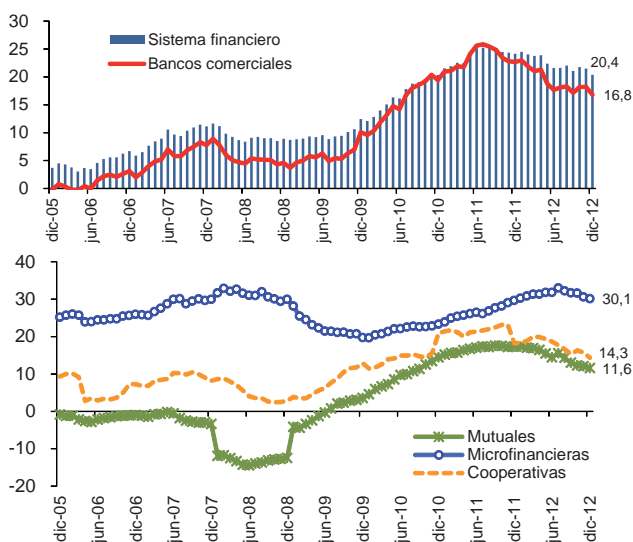 30
25
20
15
10
5
0
Sistema financiero
Bancos comerciales
20,4
16,8
dic-05
jun-06
dic-06
jun-07
dic-07
jun-08
dic-08
jun-09
dic-09
jun-10
dic-10
jun-11
dic-11
jun-12
dic-12
40
30
20
10
0
-10
-20
30,1
14,3
11,6
Mutuales
Microfinancieras
Cooperativas
dic-05
jun-06
dic-06
jun-07
dic-07
jun-08
dic-08
jun-09
dic-09
jun-10
dic-10
jun-11
dic-11
jun-12
dic-12